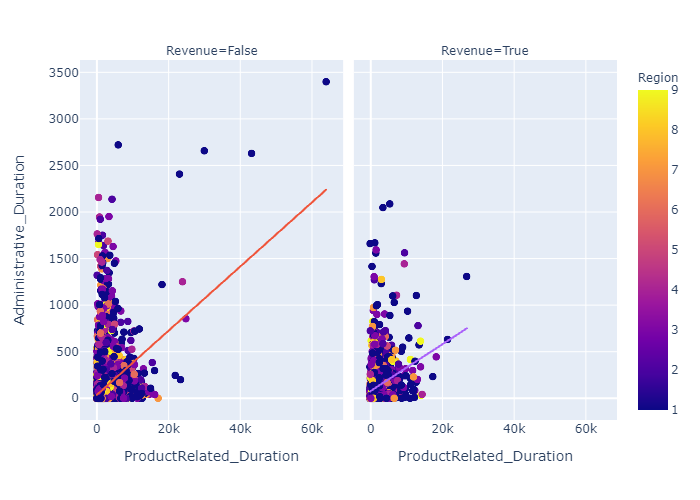 Revenue=False
Revenue=True
Region
3500
3000
2500
2000
1500
1000
500
0
Administrative_Duration
0
20k
40k
60k
0
20k
40k
60k
ProductRelated_Duration
ProductRelated_Duration
9
8
7
6
5
4
3
2
1